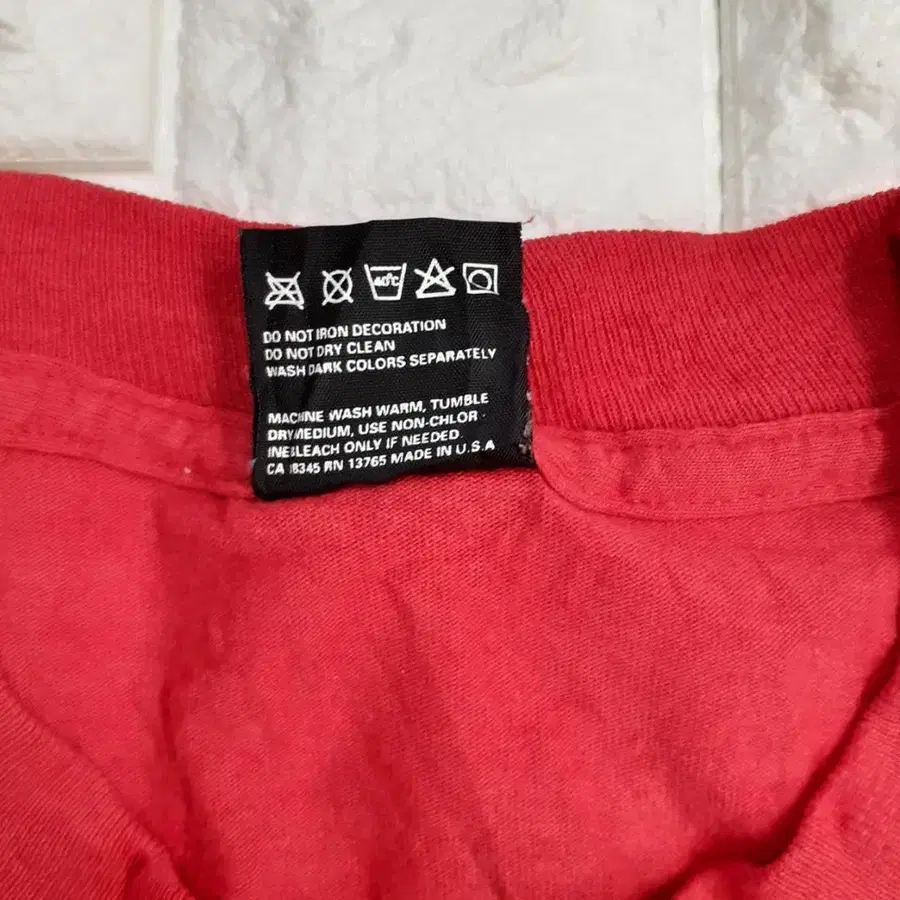 40°C
DO NOT IRON DECORATION
DO NOT DRY CLEAN
WASH DARK COLORS SEPARATELY
MACHINE WASH WARM, TUMBLE
DRY MEDIUM, USE NON-CHLOR-
INE BLEACH ONLY IF NEEDED.
CA 18345 RN 13765 MADE IN U.S.A